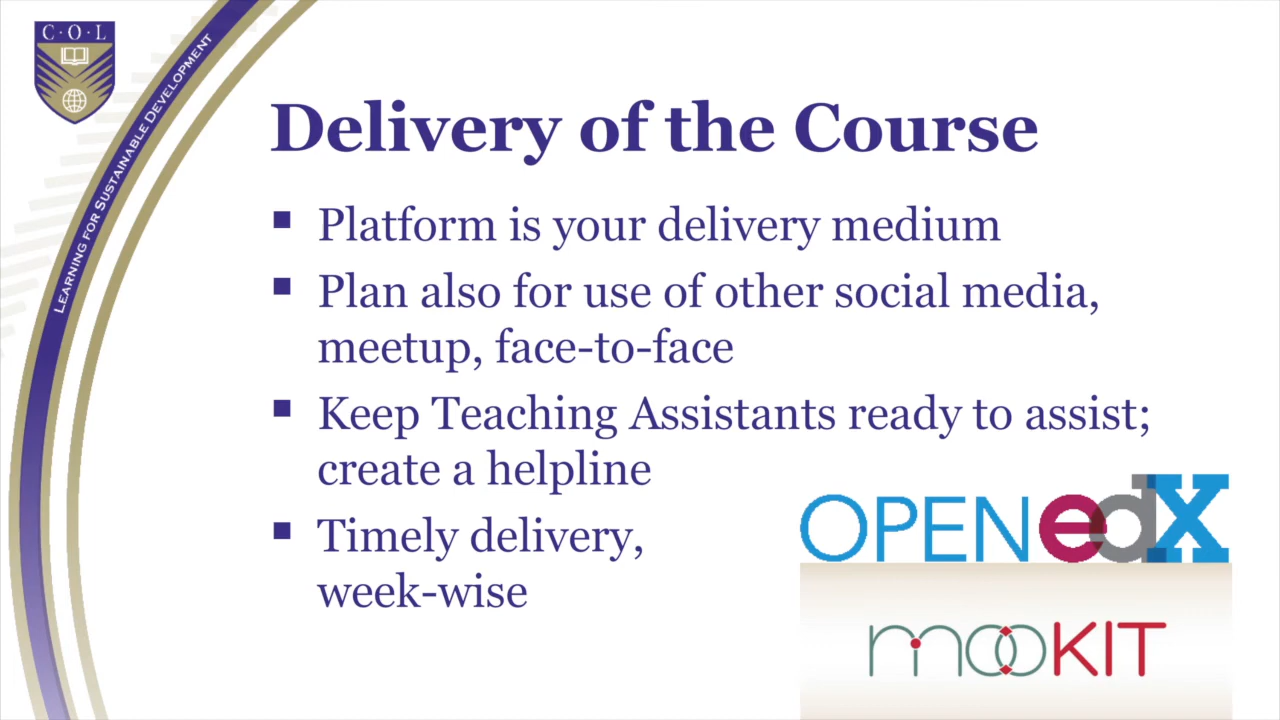 C·O·L
LEARNING FOR SUSTAINABLE DEVELOPMENT
Delivery of the Course
▪ Platform is your delivery medium
▪ Plan also for use of other social media,
meetup, face-to-face
▪ Keep Teaching Assistants ready to assist;
create a helpline
▪ Timely delivery,
week-wise
OPEN edX
mooKIT